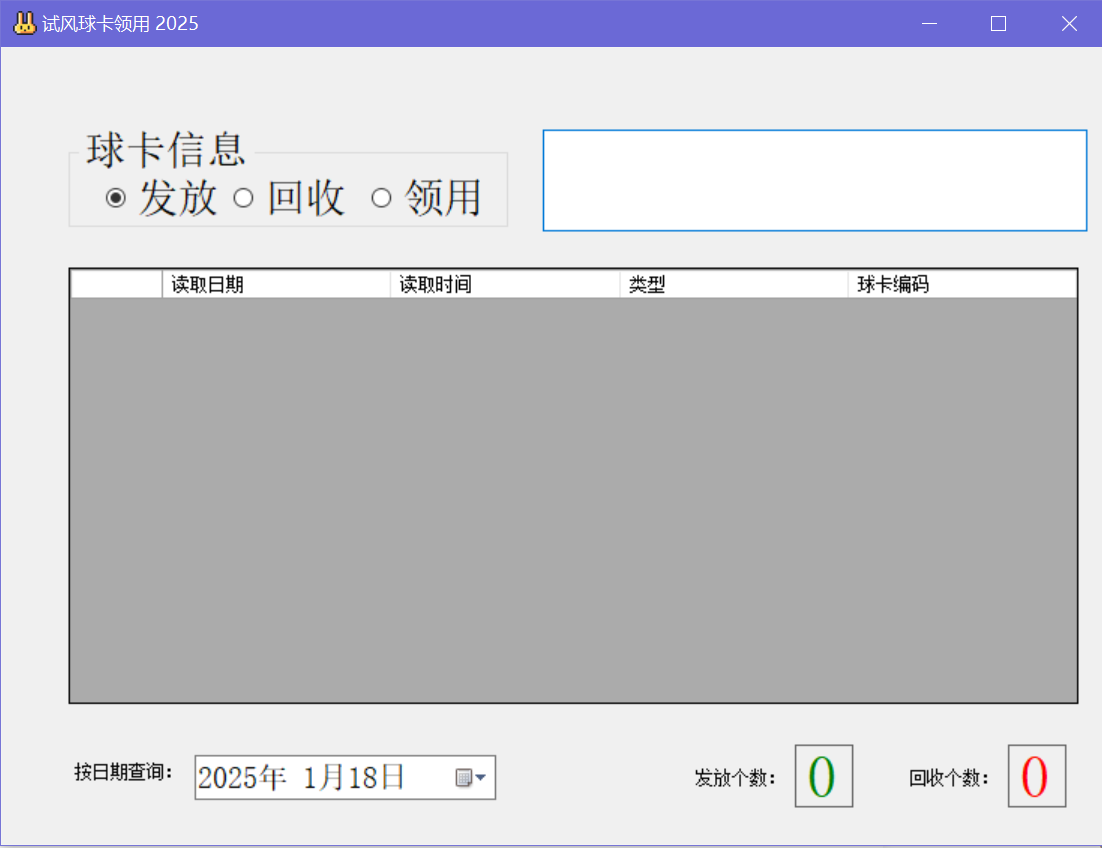 试风球卡领用 2025
球卡信息
发放 回收 领用
读取日期 读取时间 类型 球卡编码
按日期查询： 2025年 1月18日 发放个数： 0 回收个数： 0